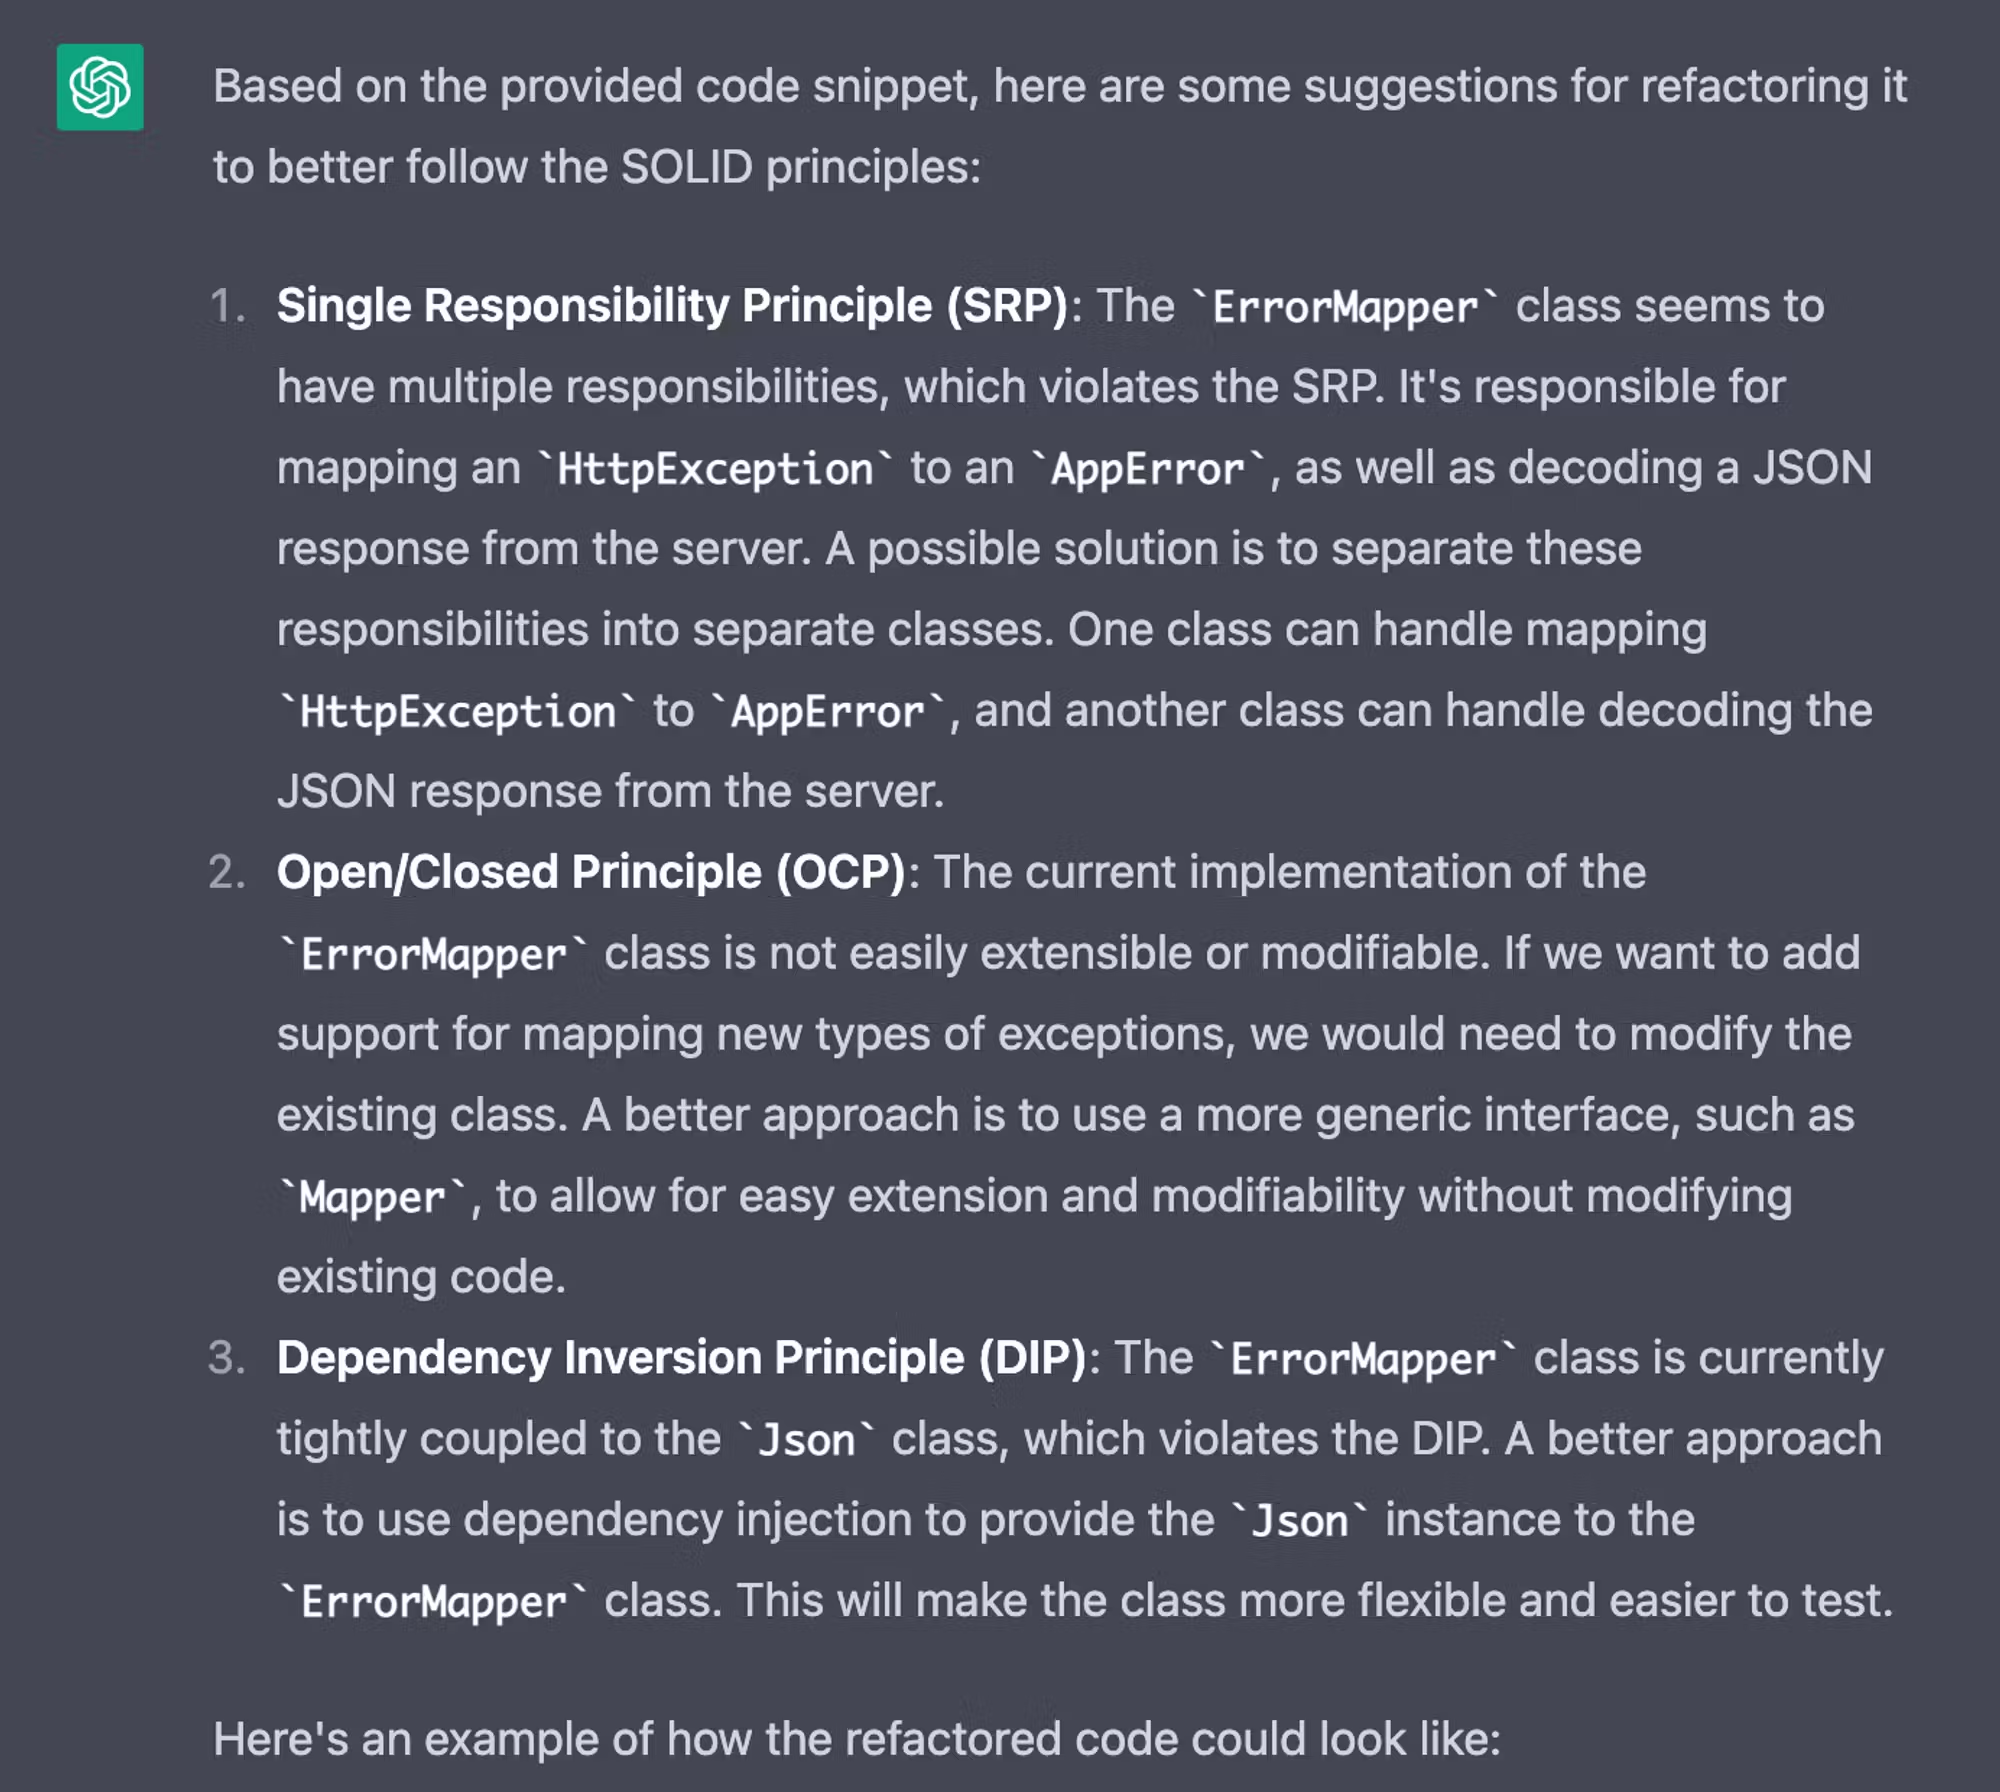 Based on the provided code snippet, here are some suggestions for refactoring it
to better follow the SOLID principles:
1. Single Responsibility Principle (SRP): The `ErrorMapper` class seems to
have multiple responsibilities, which violates the SRP. It's responsible for
mapping an `HttpException` to an `AppError`, as well as decoding a JSON
response from the server. A possible solution is to separate these
responsibilities into separate classes. One class can handle mapping
`HttpException` to `AppError`, and another class can handle decoding the
JSON response from the server.
2. Open/Closed Principle (OCP): The current implementation of the
`ErrorMapper` class is not easily extensible or modifiable. If we want to add
support for mapping new types of exceptions, we would need to modify the
existing class. A better approach is to use a more generic interface, such as
`Mapper`, to allow for easy extension and modifiability without modifying
existing code.
3. Dependency Inversion Principle (DIP): The `ErrorMapper` class is currently
tightly coupled to the `Json` class, which violates the DIP. A better approach
is to use dependency injection to provide the `Json` instance to the
`ErrorMapper` class. This will make the class more flexible and easier to test.
Here's an example of how the refactored code could look like: